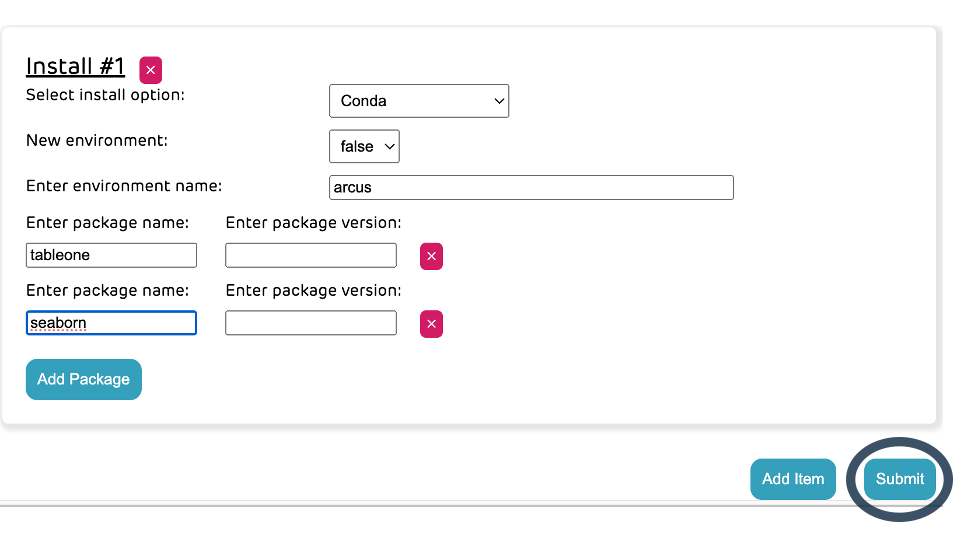 Install #1 ×
Select install option: Conda
New environment: false
Enter environment name: arcus
Enter package name: Enter package version:
tableone ×
Enter package name: Enter package version:
seaborn ×
Add Package
Add Item Submit